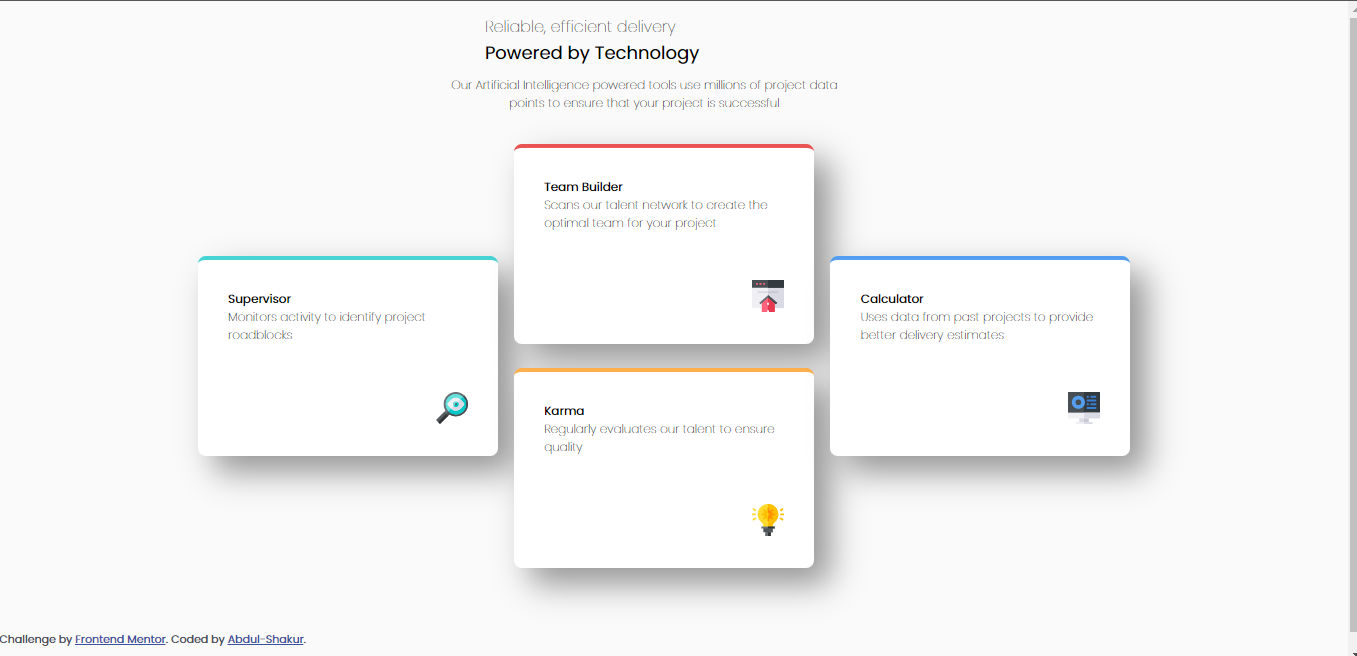 Reliable, efficient delivery
Powered by Technology
Our Artificial Intelligence powered tools use millions of project data
points to ensure that your project is successful
Team Builder
Scans our talent network to create the
optimal team for your project
Supervisor
Monitors activity to identify project
roadblocks
Calculator
Uses data from past projects to provide
better delivery estimates
Karma
Regularly evaluates our talent to ensure
quality
Challenge by Frontend Mentor. Coded by Abdul-Shakur.